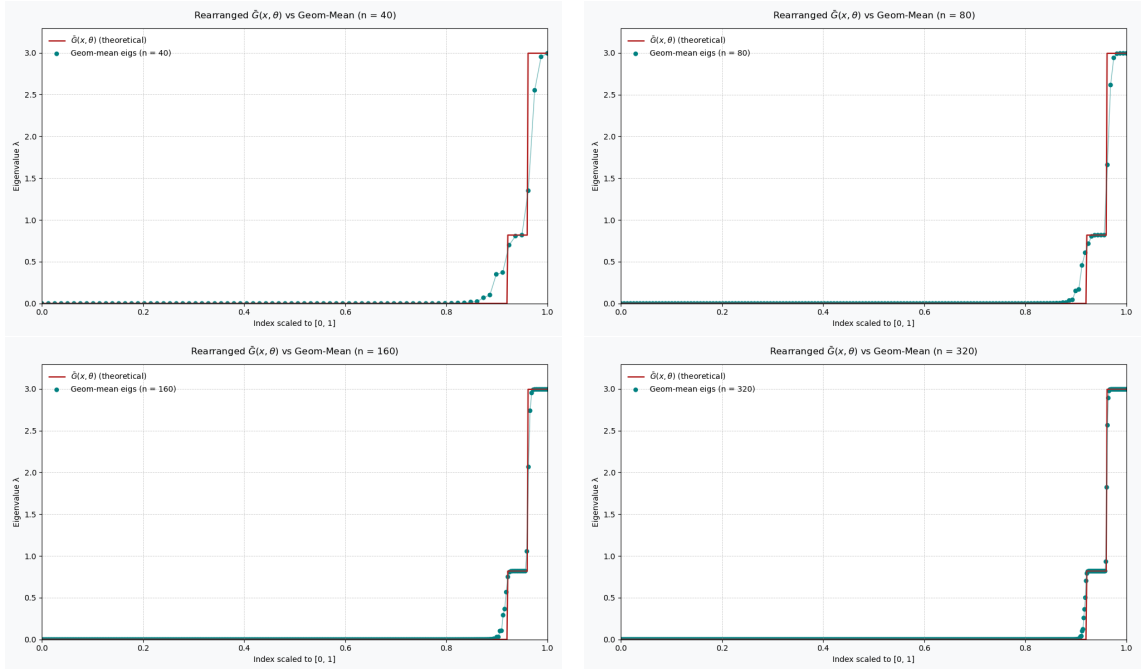 Rearranged G̃(x, θ) vs Geom-Mean (n = 40)
G̃(x, θ) (theoretical)
Geom-mean eigs (n = 40)
Eigenvalue λ
3.0
2.5
2.0
1.5
1.0
0.5
0.0
0.0 0.2 0.4 0.6 0.8 1.0
Index scaled to [0, 1]
Rearranged G̃(x, θ) vs Geom-Mean (n = 80)
G̃(x, θ) (theoretical)
Geom-mean eigs (n = 80)
Eigenvalue λ
3.0
2.5
2.0
1.5
1.0
0.5
0.0
0.0 0.2 0.4 0.6 0.8 1.0
Index scaled to [0, 1]
Rearranged G̃(x, θ) vs Geom-Mean (n = 160)
G̃(x, θ) (theoretical)
Geom-mean eigs (n = 160)
Eigenvalue λ
3.0
2.5
2.0
1.5
1.0
0.5
0.0
0.0 0.2 0.4 0.6 0.8 1.0
Index scaled to [0, 1]
Rearranged G̃(x, θ) vs Geom-Mean (n = 320)
G̃(x, θ) (theoretical)
Geom-mean eigs (n = 320)
Eigenvalue λ
3.0
2.5
2.0
1.5
1.0
0.5
0.0
0.0 0.2 0.4 0.6 0.8 1.0
Index scaled to [0, 1]